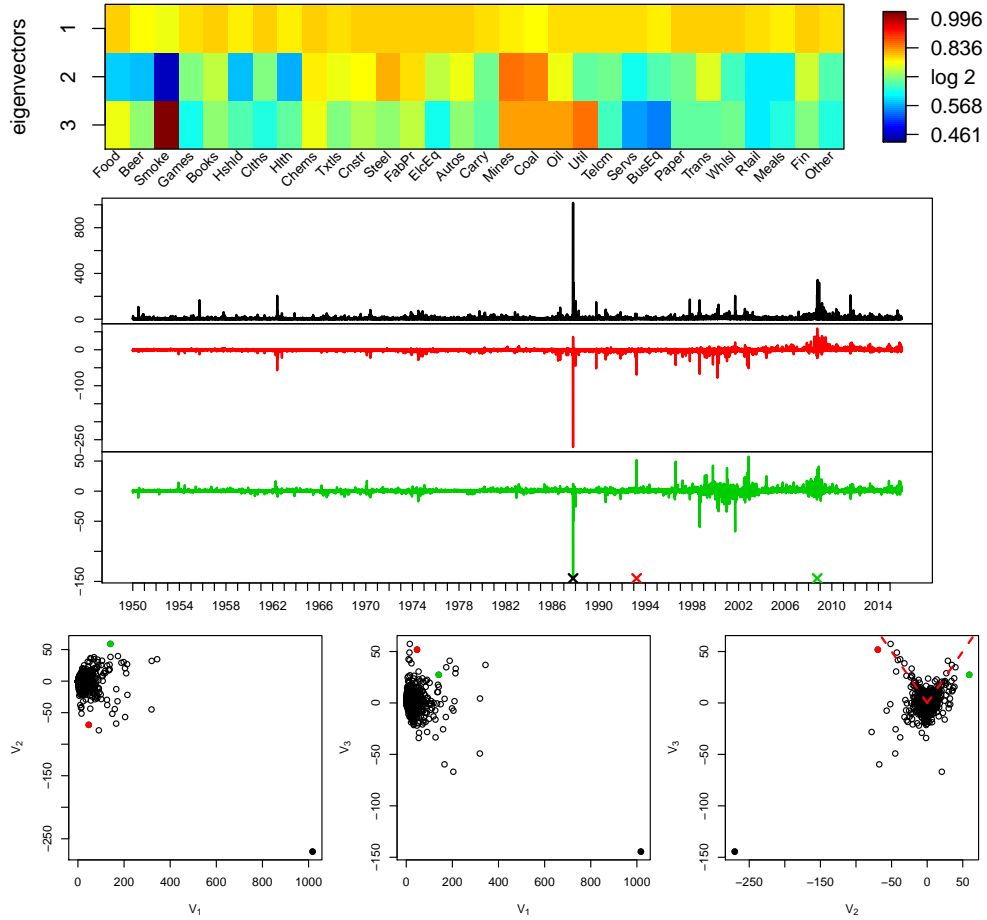 eigenvectors
1
2
3
0.996
0.836
log 2
0.568
0.461
Food Beer Smoke Games Books Hshld Clths Hlth Chems Txtls Cnstr Steel FabPr ElcEq Autos Carry Mines Coal Oil Util Telcm Servs BusEq Paper Trans Whlsl Rtail Meals Fin Other
800
400
0
0
-100
-250
50
0
-50
-150
1950 1954 1958 1962 1966 1970 1974 1978 1982 1986 1990 1994 1998 2002 2006 2010 2014
50
0
-50
-150
-250
V2
0 200 400 600 800 1000
V1
50
0
-50
-100
-150
V3
0 200 400 600 800 1000
V1
50
0
-50
-100
-150
V3
-250 -150 -50 0 50
V2